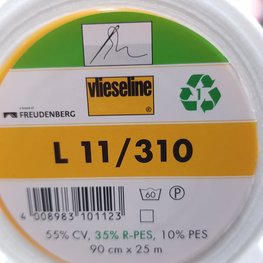 vlieseline
®
1
a brand of
FREUDENBERG
L 11/310
60
P
4 008983 101123
55% CV, 35% R-PES, 10% PES
90 cm x 25 m